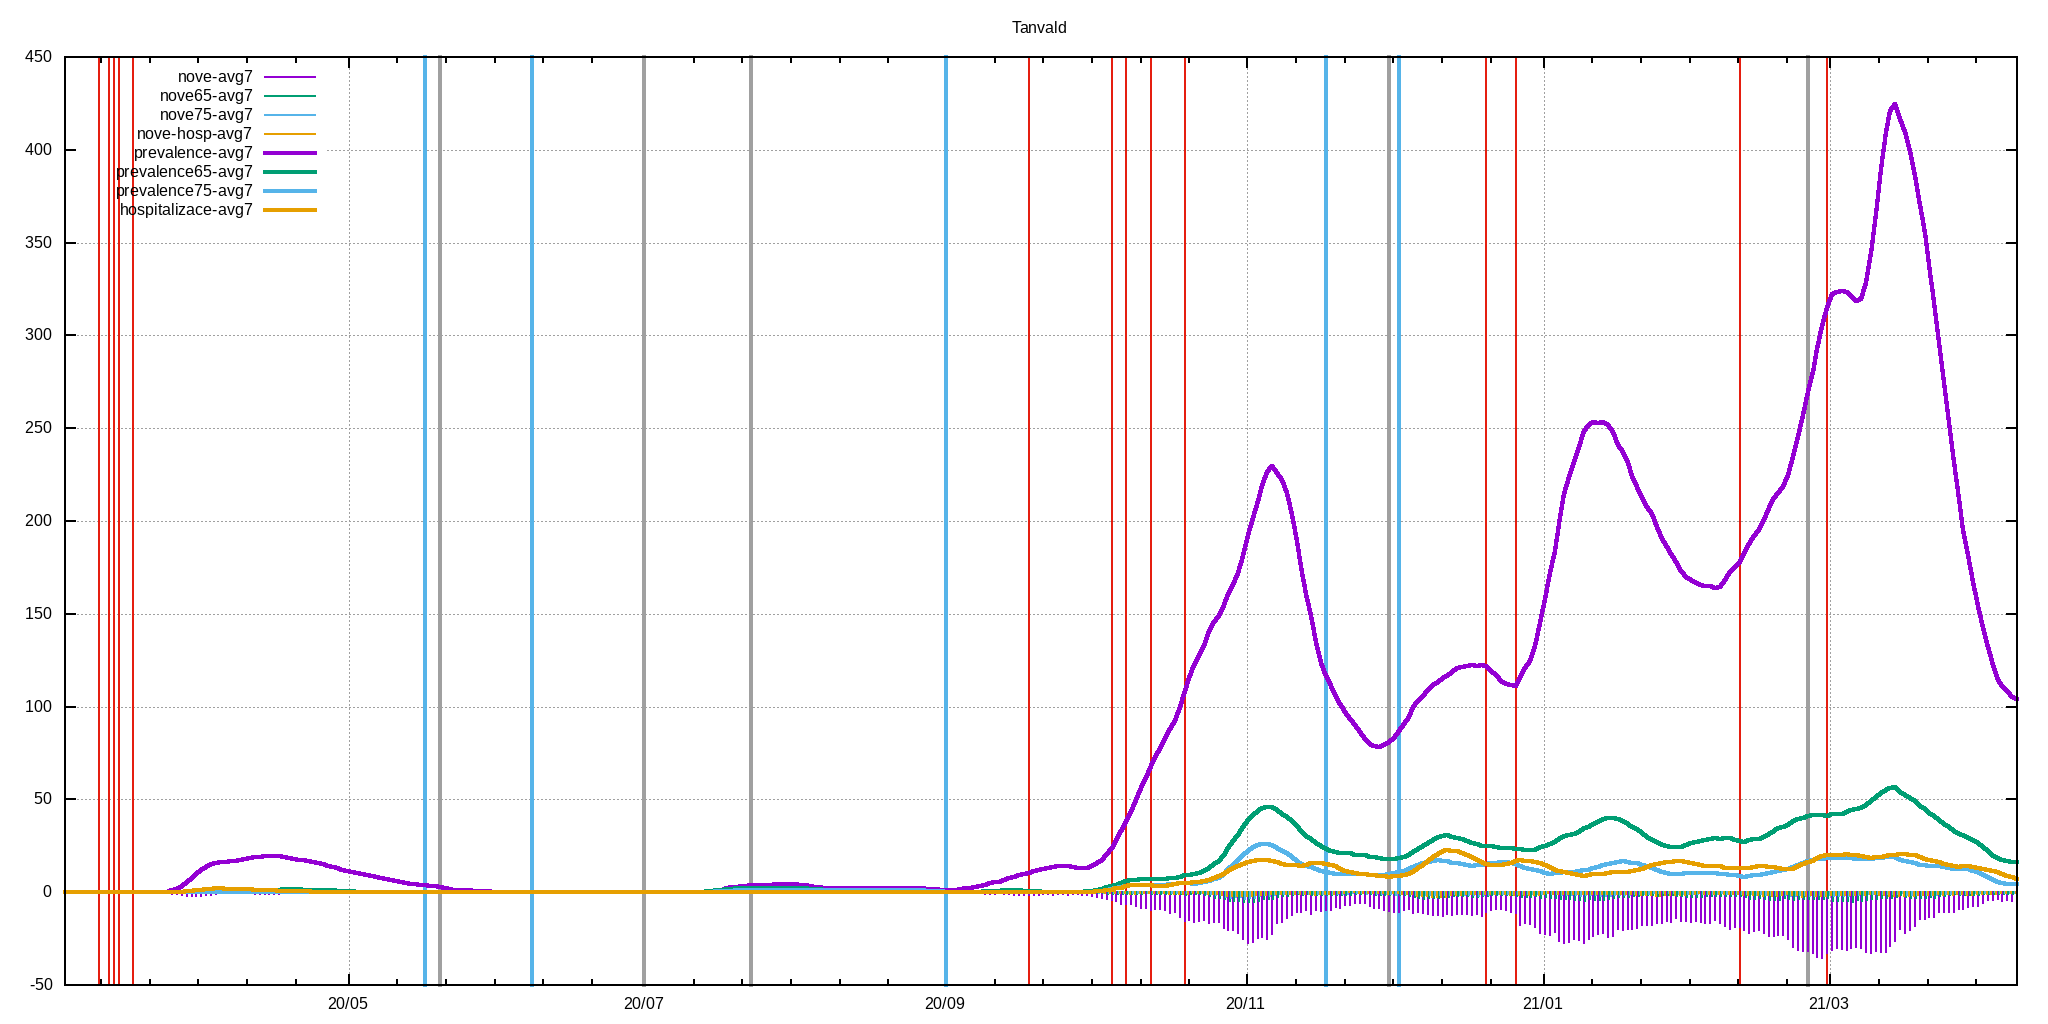 Tanvald
450
400
350
300
250
200
150
100
50
0
-50
nove-avg7
nove65-avg7
nove75-avg7
nove-hosp-avg7
prevalence-avg7
prevalence65-avg7
prevalence75-avg7
hospitalizace-avg7
20/05 20/07 20/09 20/11 21/01 21/03